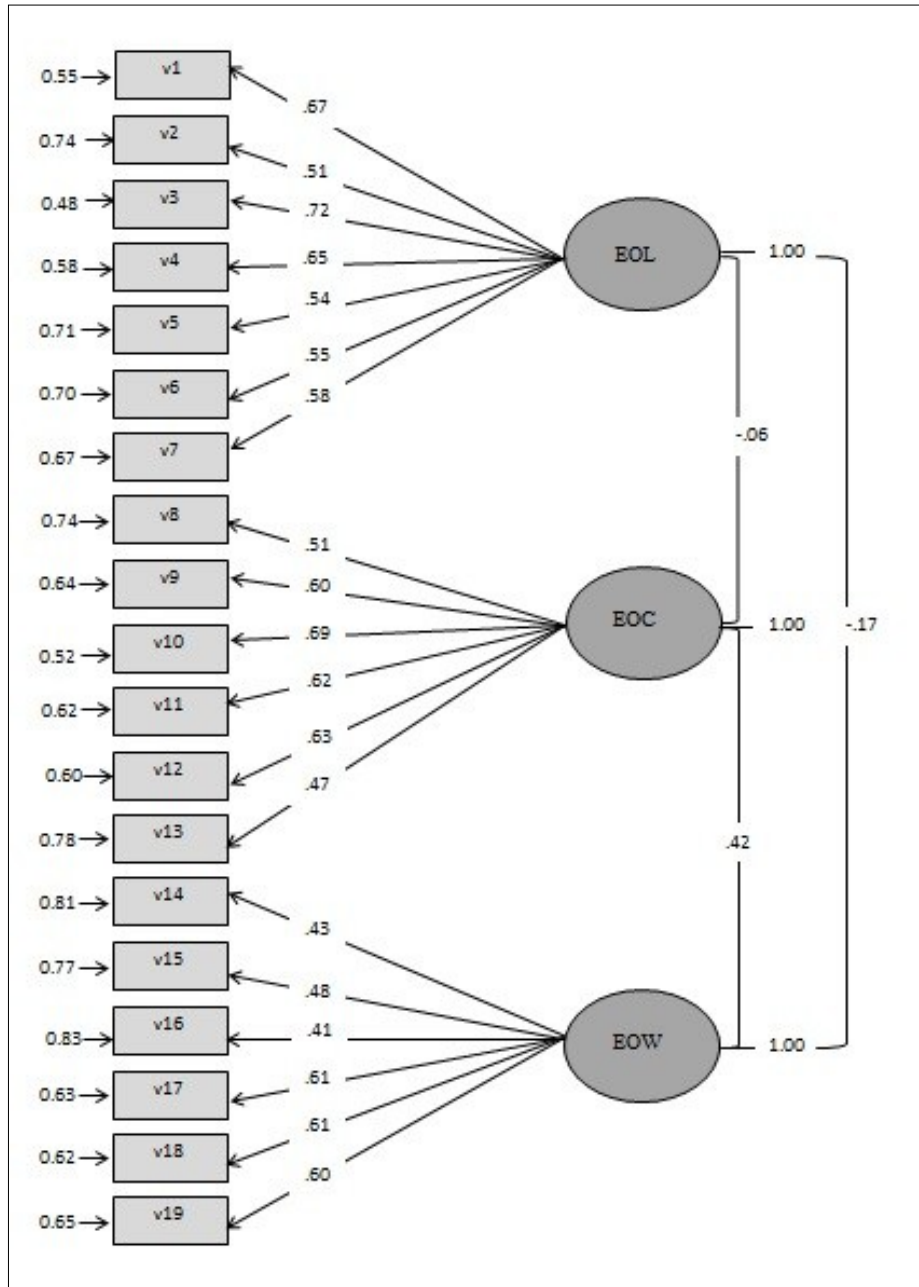 0.55 v1 .67
0.74 v2 .51
0.48 v3 .72
0.58 v4 .65
0.71 v5 .54
0.70 v6 .55
0.67 v7 .58
EOL 1.00
-.06
0.74 v8 .51
0.64 v9 .60
0.52 v10 .69
0.62 v11 .62
0.60 v12 .63
0.78 v13 .47
EOC 1.00 -.17
.42
0.81 v14 .43
0.77 v15 .48
0.83 v16 .41
0.63 v17 .61
0.62 v18 .61
0.65 v19 .60
EOW 1.00